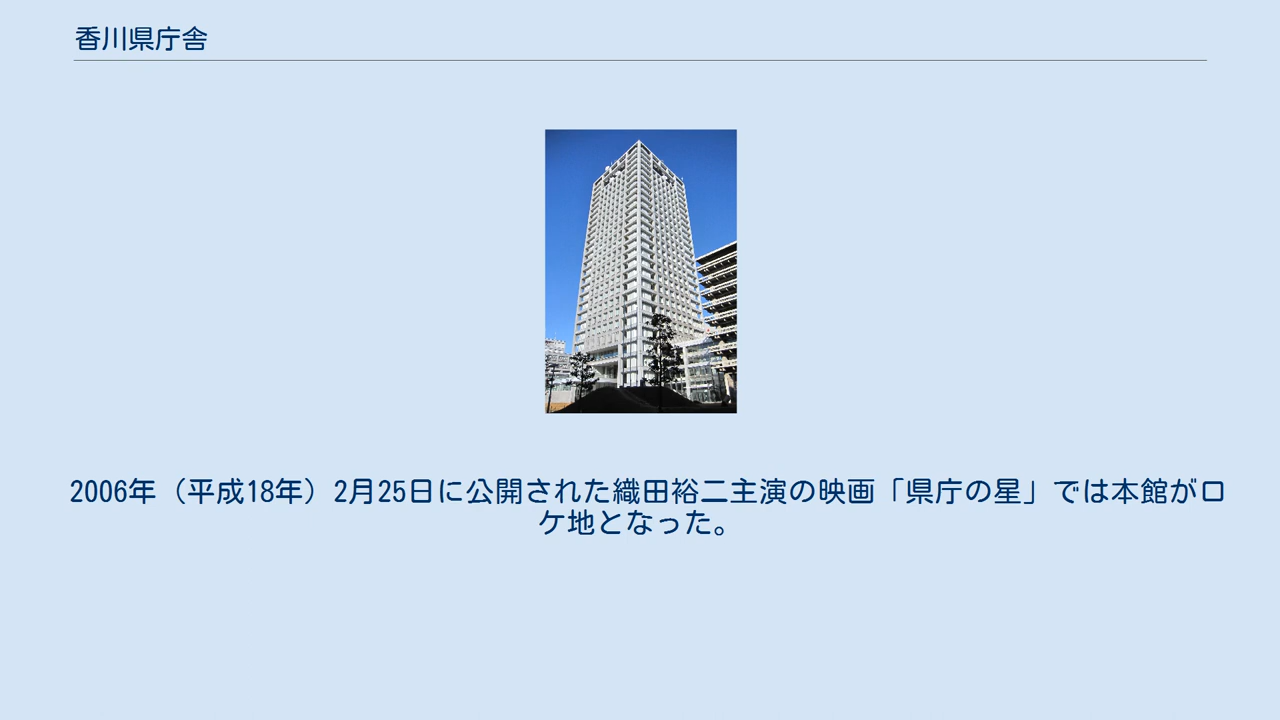 香川県庁舎
2006年（平成18年）2月25日に公開された織田裕二主演の映画「県庁の星」では本館がロ
ケ地となった。